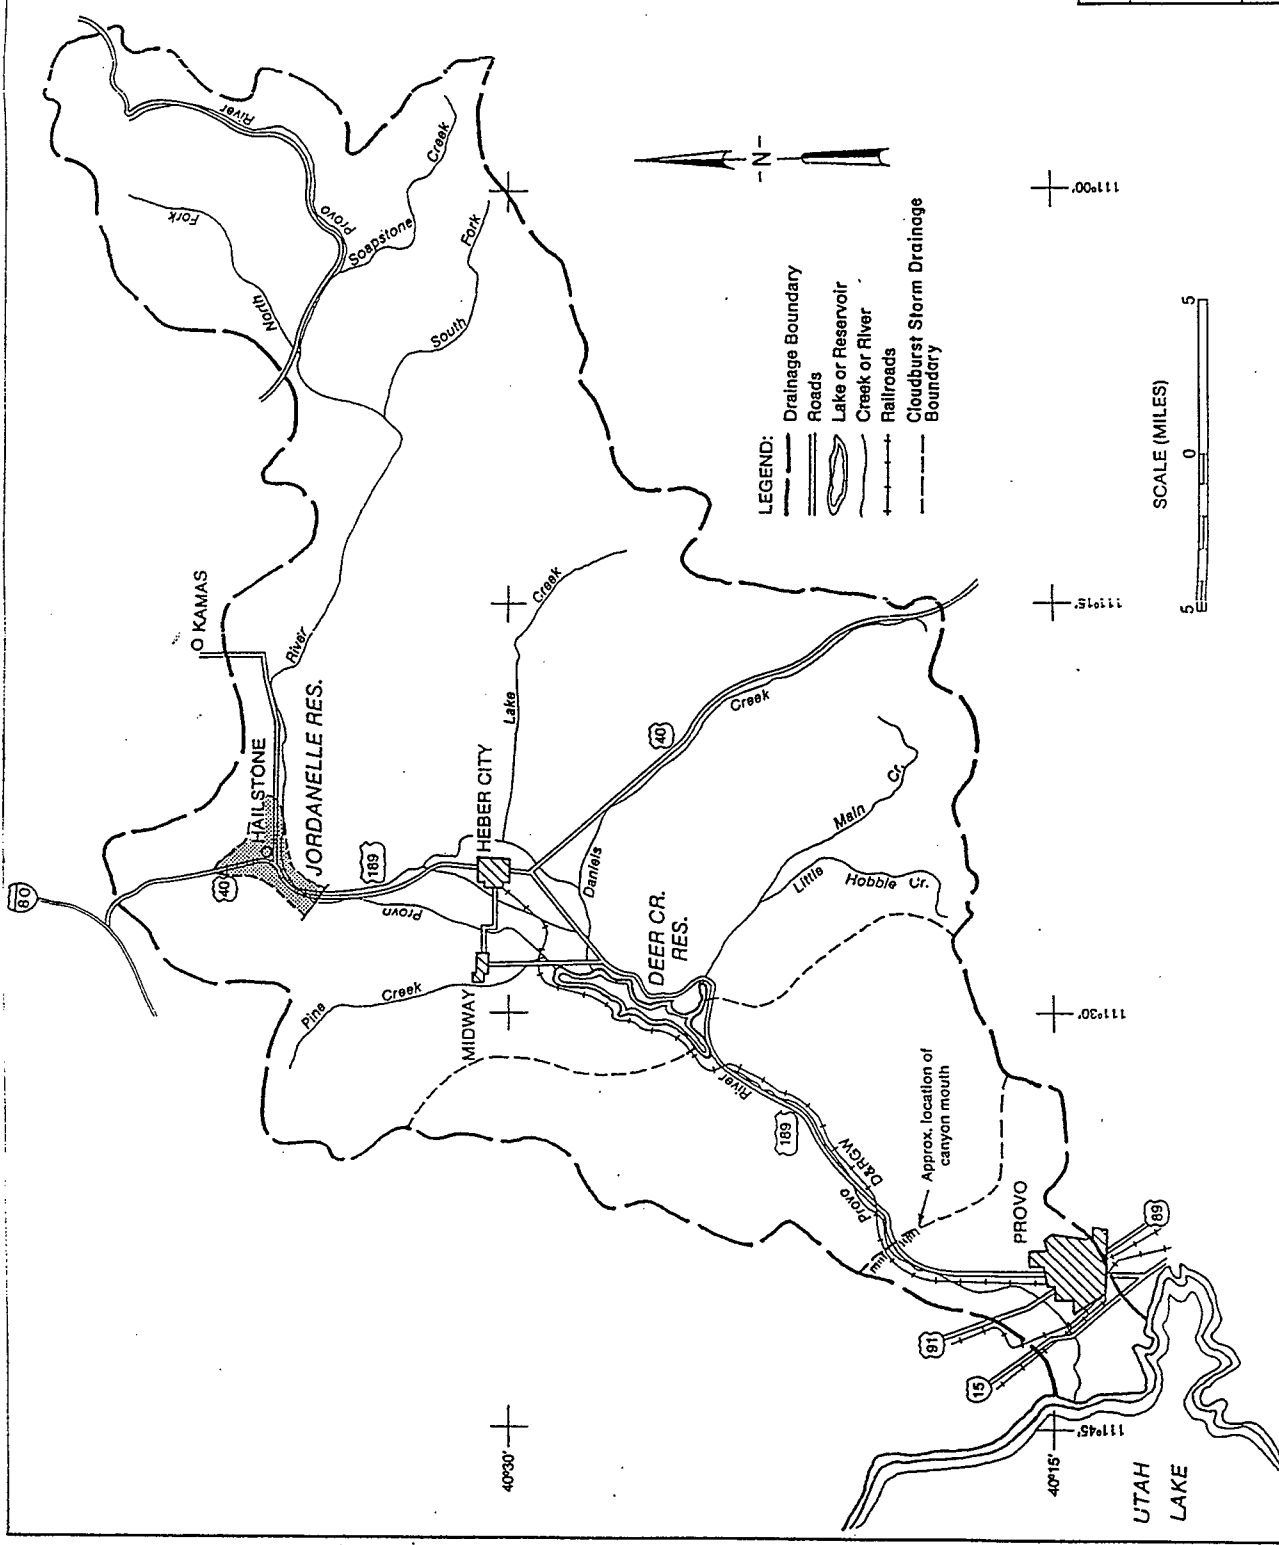 80
KAMAS
HAILSTONE
JORDANELLE RES.
40
189
River
Provo
River
North
Fork
Provo
Soapstone
Creek
South
Fork
Lake
Creek
HEBER CITY
MIDWAY
Pine
Creek
Provo
Daniels
Creek
40
DEER CR.
RES.
Main
Cr.
Little
Hobble Cr.
River
189
Provo
D&RGW
Approx. location of
canyon mouth
PROVO
91
15
89
UTAH
LAKE
40°30'
40°15'
111°00'
111°15'
111°30'
111°45'
-N-
LEGEND:
Drainage Boundary
Roads
Lake or Reservoir
Creek or River
Railroads
Cloudburst Storm Drainage
Boundary
SCALE (MILES)
5
0
5